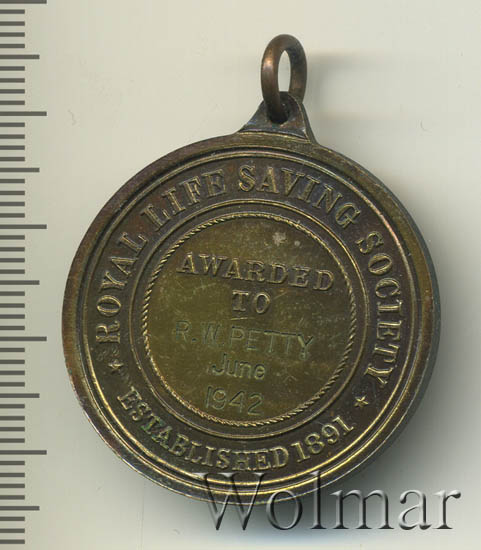 ROYAL LIFE SAVING SOCIETY
AWARDED
TO
R.W. PETTY
June
1942
ESTABLISHED 1891
Wolmar